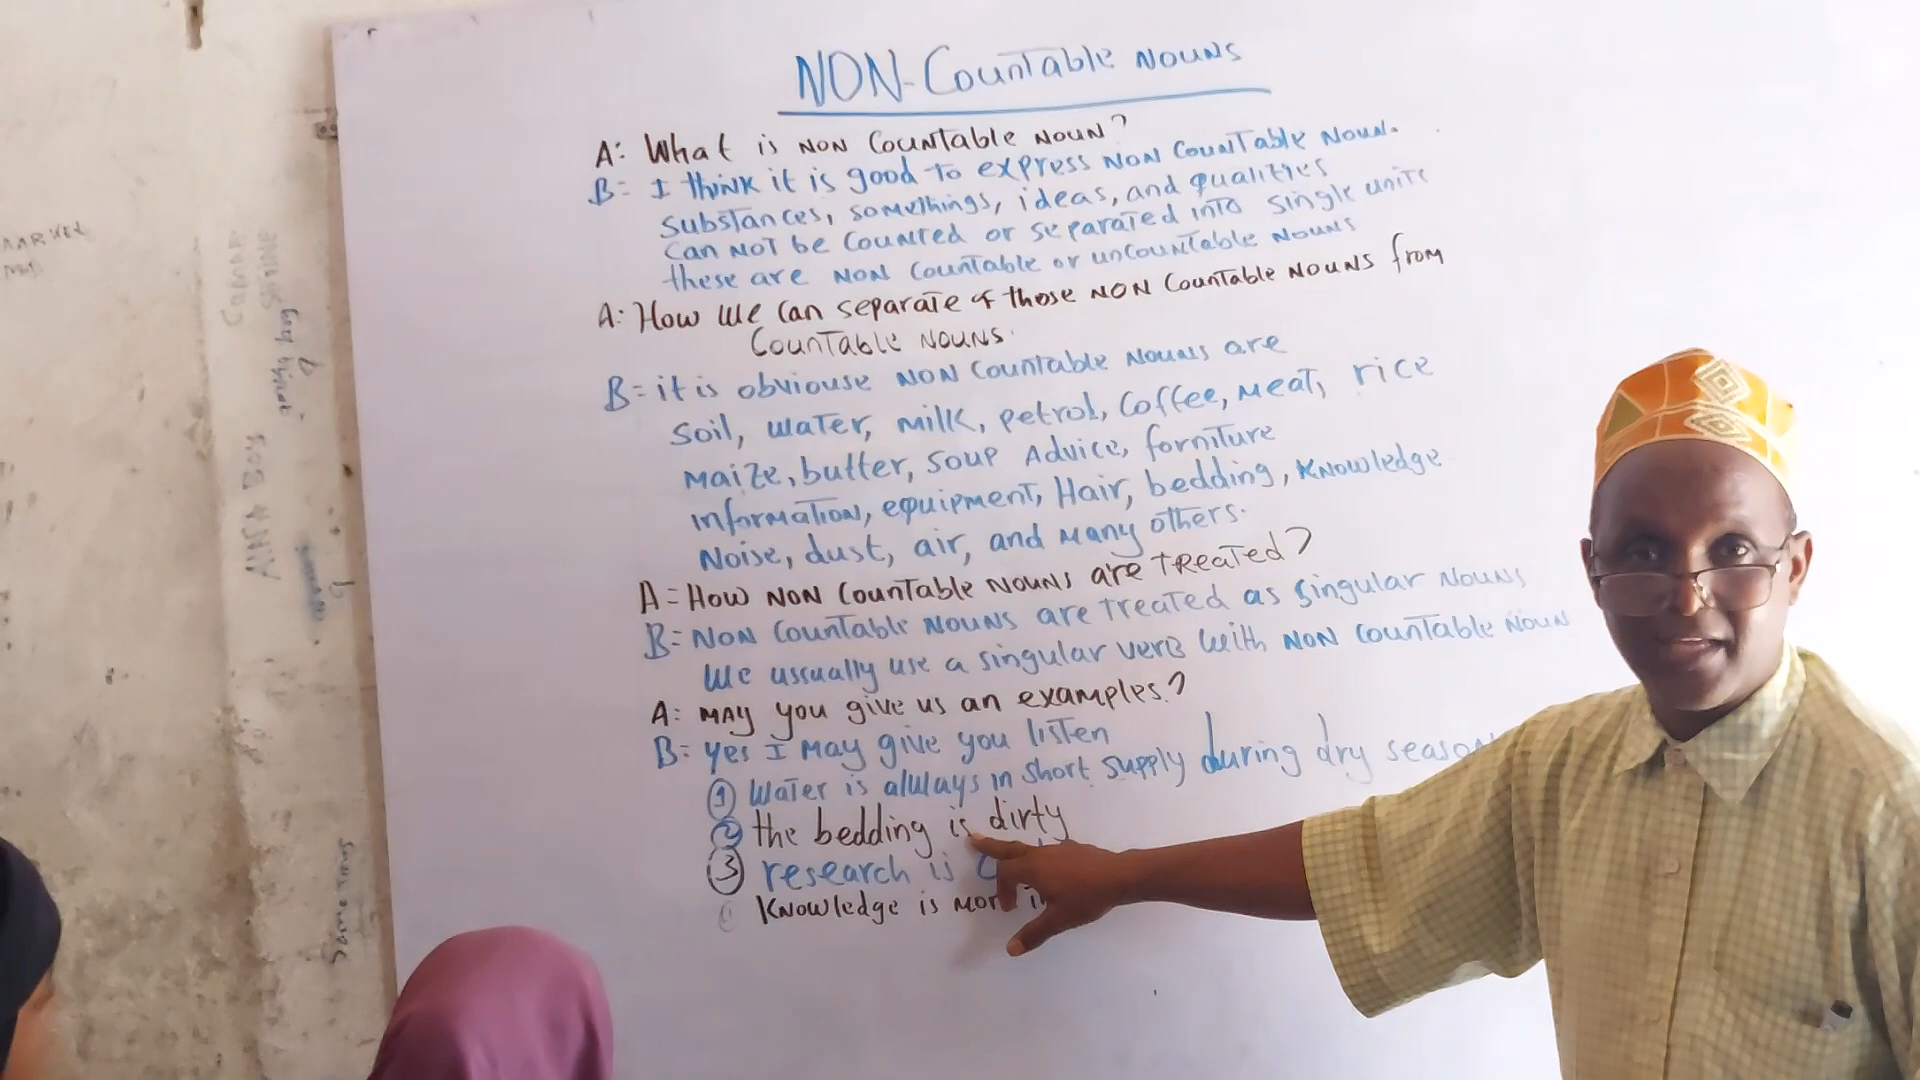 NON-Countable NOUNS
A: What is NON Countable NOUN?
B= I think it is good to express NON Countable NOUN.
substances, somethings, ideas, and qualities
can NOT be counted or separated into single units
these are NON Countable or uncountable NOUNS
A: How we can separate of those NON Countable NOUNS from
Countable NOUNS.
B= it is obviouse NON Countable NOUNS are
Soil, water, milk, petrol, Coffee, Meat, rice
Maize, butter, soup Advice, forniture
information, equipment, Hair, bedding, knowledge
Noise, dust, air, and many others.
A= How NON Countable NOUNS are treated?
B= NON Countable NOUNS are treated as singular NOUNS
We ussually use a singular verb with NON Countable NOUN
A: MAY you give us an examples?
B= yes I may give you listen
① Water is always in short supply during dry season
② the bedding is dirty
③ research is
Knowledge is mor